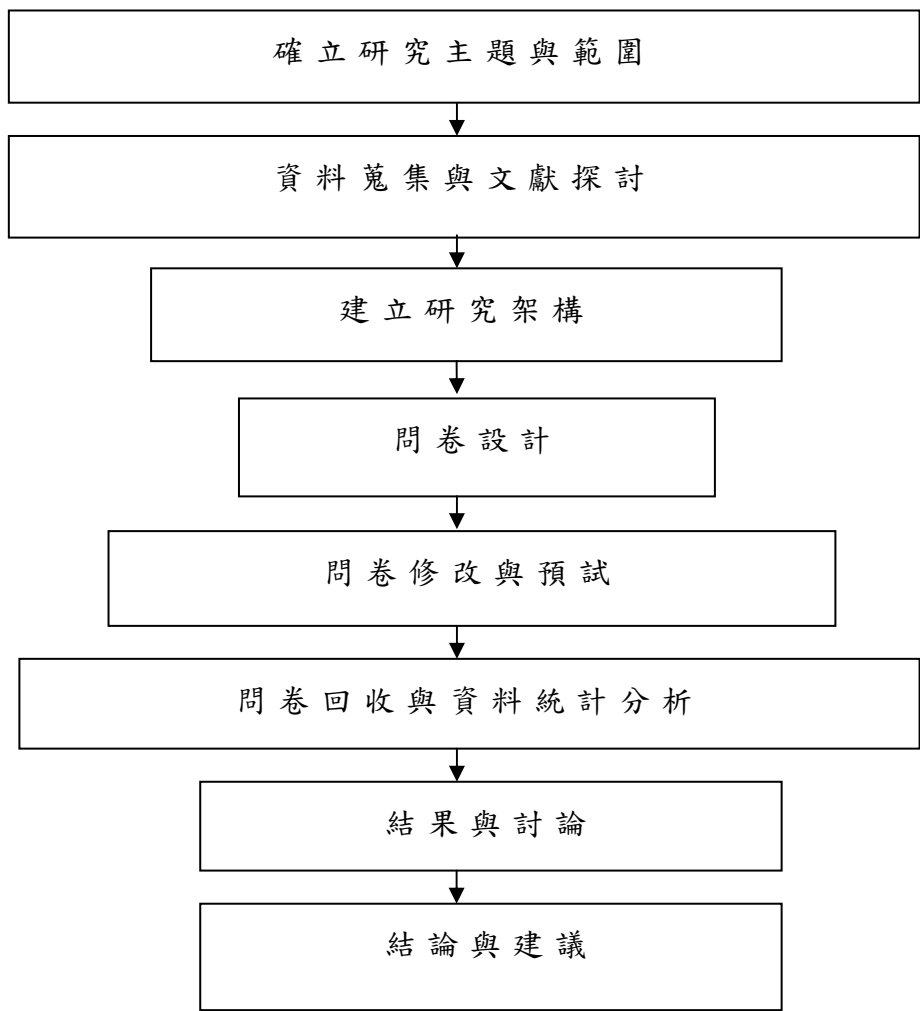 確立研究主題與範圍
資料蒐集與文獻探討
建立研究架構
問卷設計
問卷修改與預試
問卷回收與資料統計分析
結果與討論
結論與建議